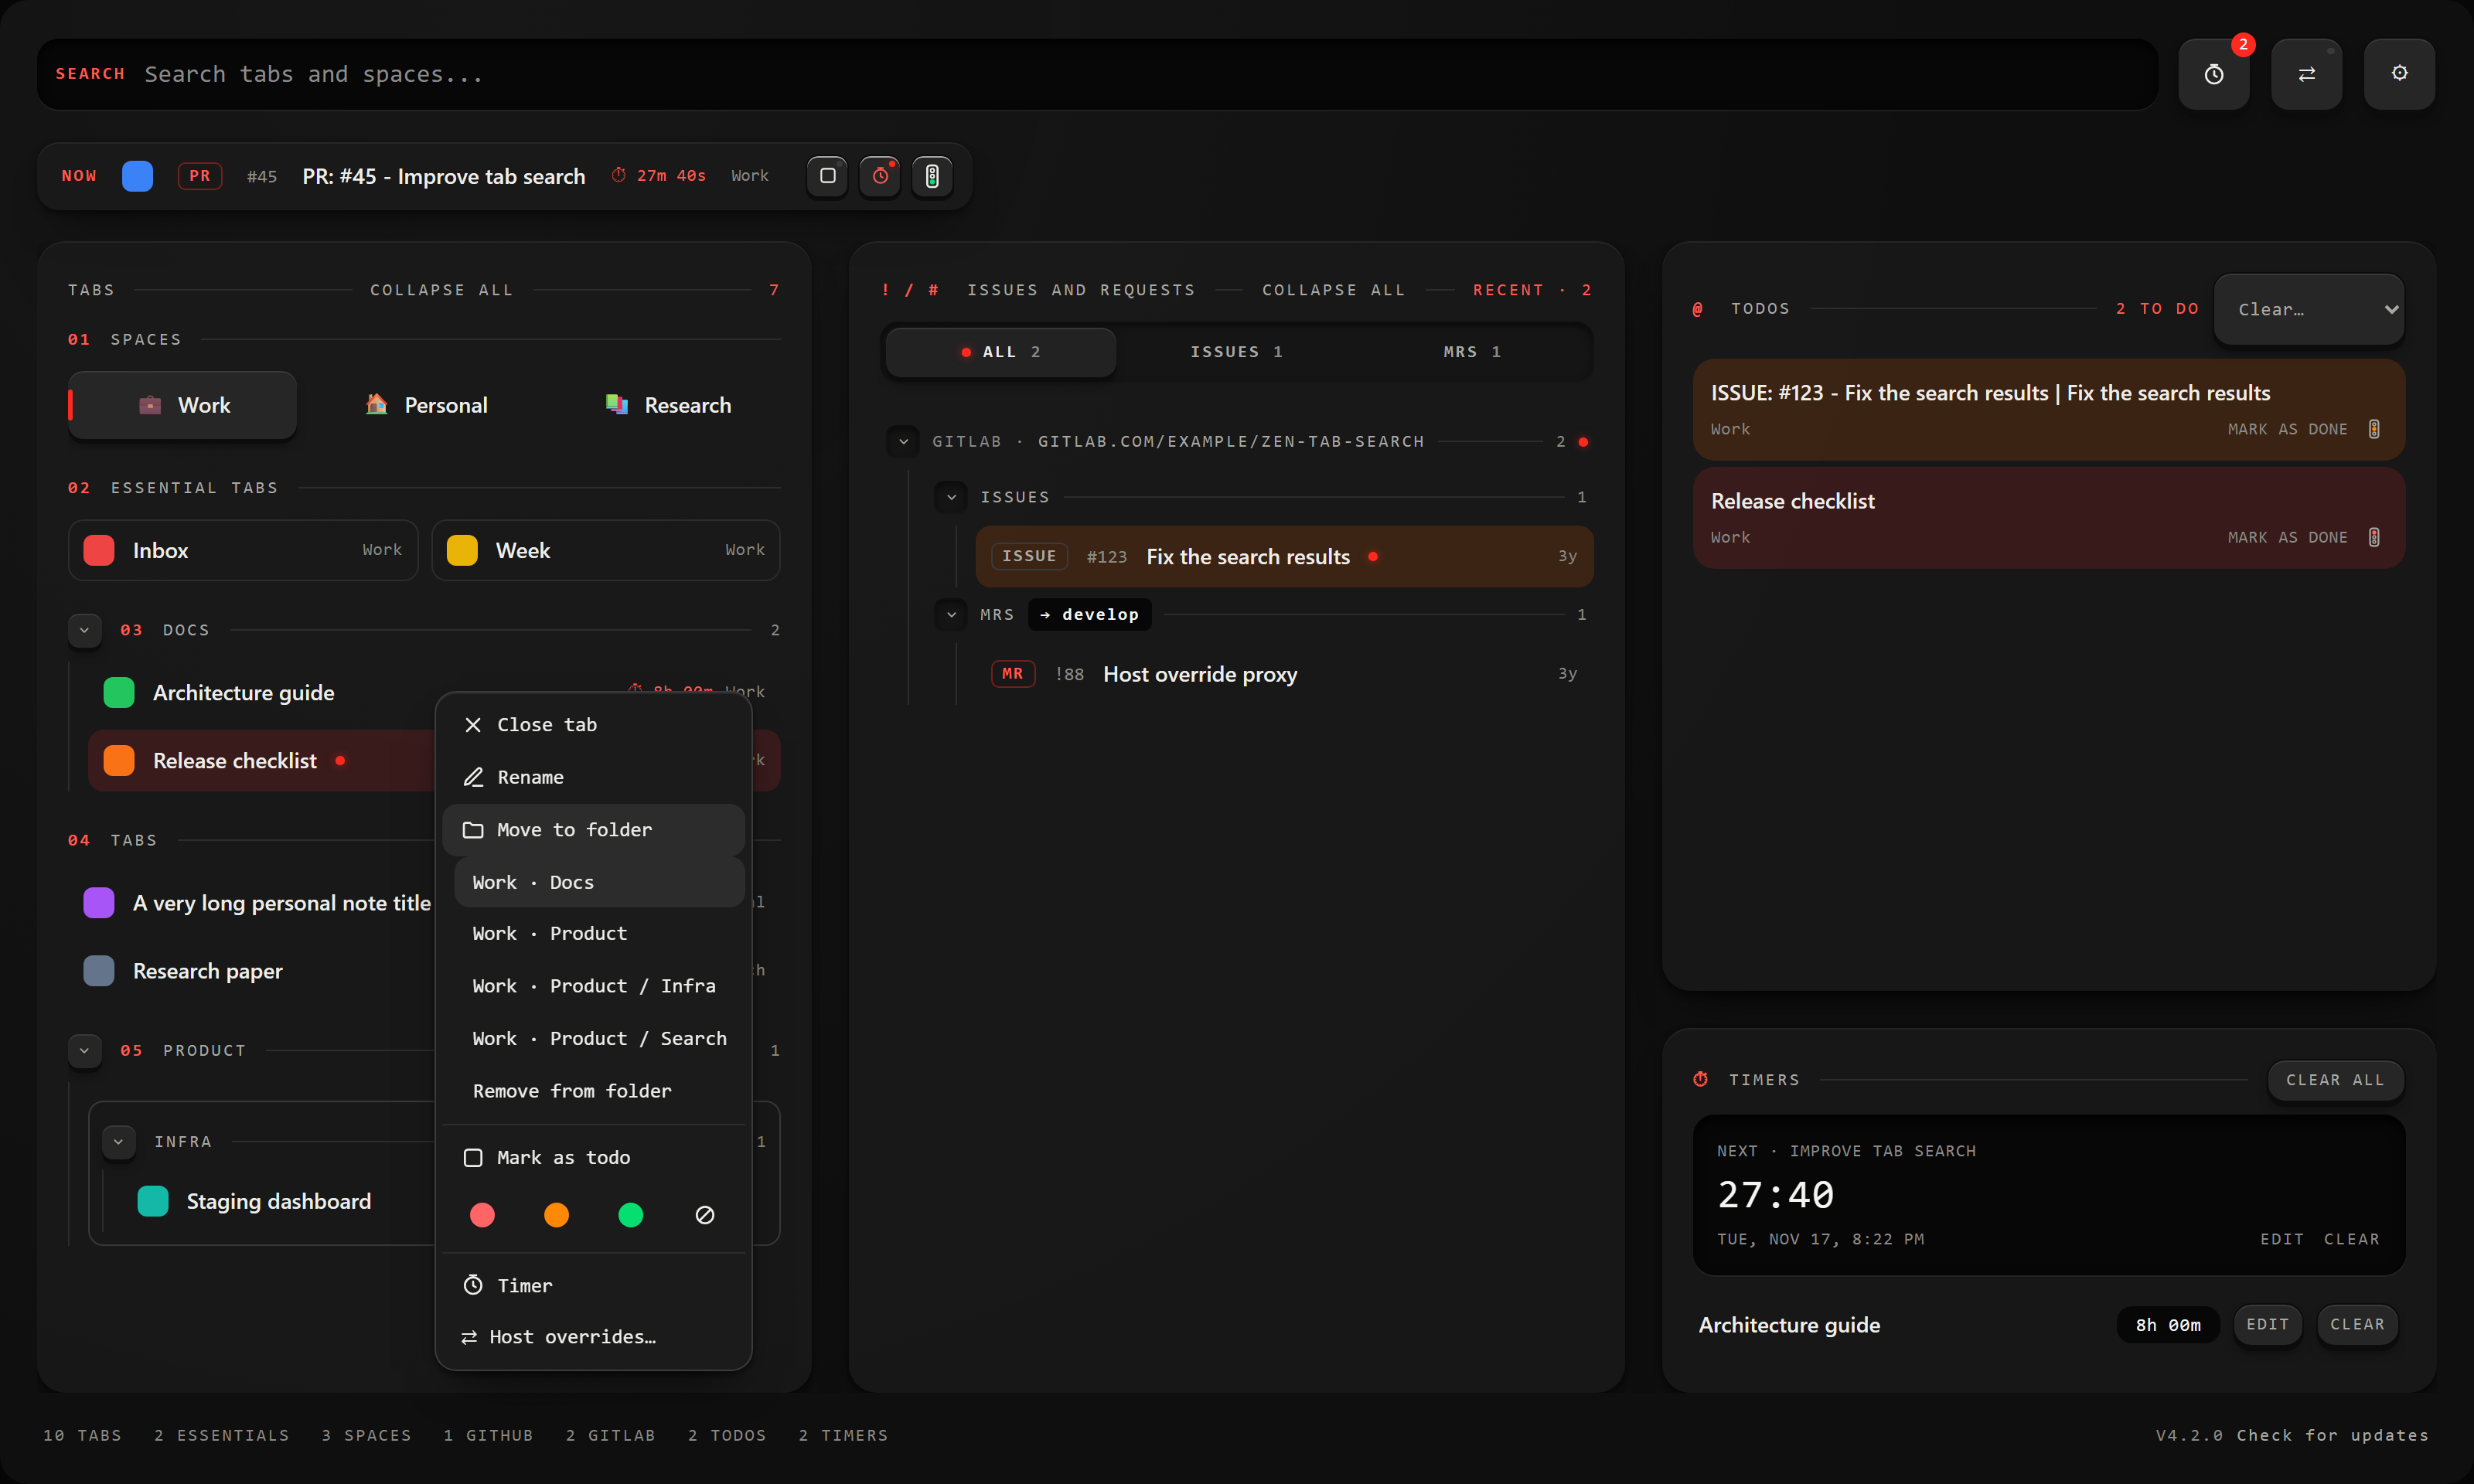 SEARCH Search tabs and spaces...
2
NOW PR #45 PR: #45 - Improve tab search 27m 40s Work
TABS COLLAPSE ALL 7
01 SPACES
Work Personal Research
02 ESSENTIAL TABS
Inbox Work Week Work
03 DOCS 2
Architecture guide 8h 00m Work
Release checklist
04 TABS
A very long personal note title
Research paper
05 PRODUCT 1
INFRA 1
Staging dashboard
Close tab
Rename
Move to folder
Work · Docs
Work · Product
Work · Product / Infra
Work · Product / Search
Remove from folder
Mark as todo
Timer
Host overrides…
! / # ISSUES AND REQUESTS COLLAPSE ALL RECENT · 2
ALL 2 ISSUES 1 MRS 1
GITLAB · GITLAB.COM/EXAMPLE/ZEN-TAB-SEARCH 2
ISSUES 1
ISSUE #123 Fix the search results 3y
MRS → develop 1
MR !88 Host override proxy 3y
@ TODOS 2 TO DO Clear…
ISSUE: #123 - Fix the search results | Fix the search results
Work MARK AS DONE
Release checklist
Work MARK AS DONE
TIMERS CLEAR ALL
NEXT · IMPROVE TAB SEARCH
27:40
TUE, NOV 17, 8:22 PM EDIT CLEAR
Architecture guide 8h 00m EDIT CLEAR
10 TABS 2 ESSENTIALS 3 SPACES 1 GITHUB 2 GITLAB 2 TODOS 2 TIMERS
V4.2.0 Check for updates